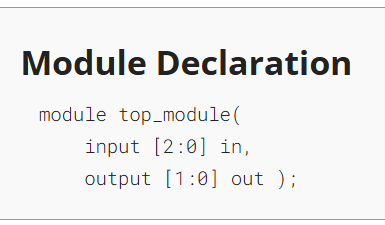 Module Declaration
module top_module(
    input [2:0] in,
    output [1:0] out );